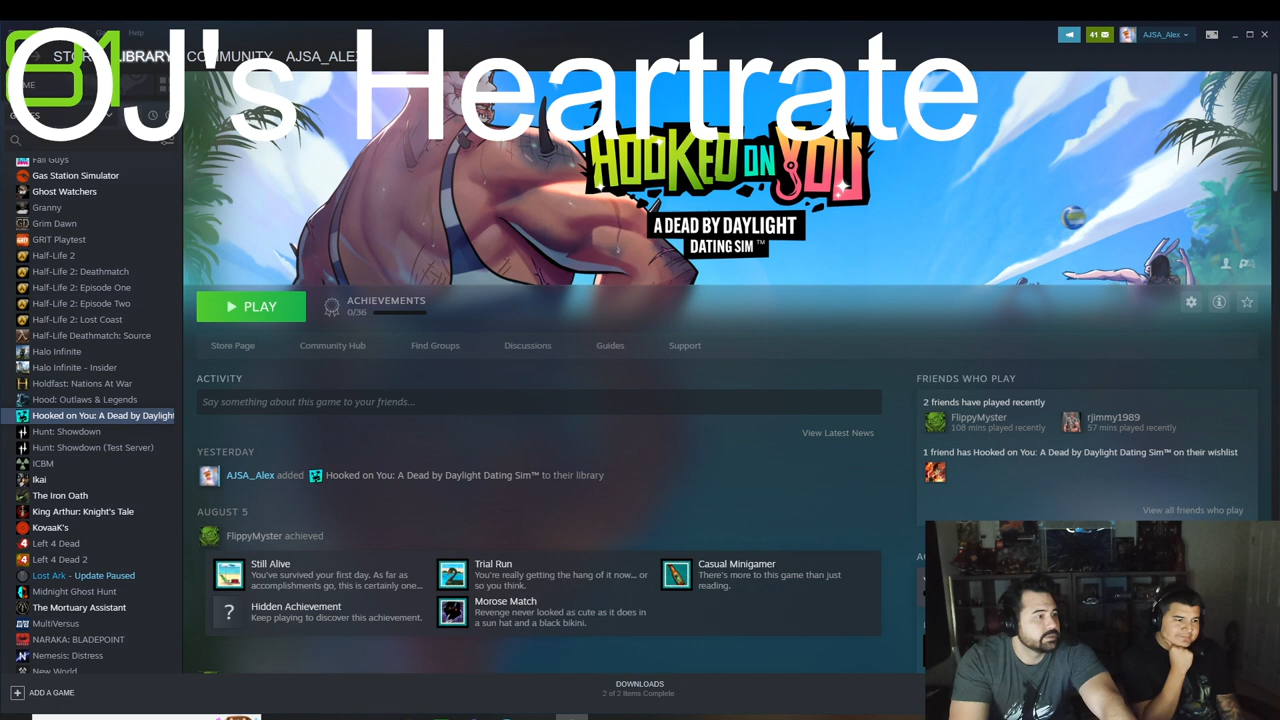 OJ's Heartrate
81
Help
STORE LIBRARY COMMUNITY AJSA_ALEX
41
AJSA_Alex
HOME
GAMES
HOOKED ON YOU
A DEAD BY DAYLIGHT
DATING SIM™
Fall Guys
Gas Station Simulator
Ghost Watchers
Granny
Grim Dawn
GRIT Playtest
Half-Life 2
Half-Life 2: Deathmatch
Half-Life 2: Episode One
Half-Life 2: Episode Two
Half-Life 2: Lost Coast
Half-Life Deathmatch: Source
Halo Infinite
Halo Infinite - Insider
Holdfast: Nations At War
Hood: Outlaws & Legends
Hooked on You: A Dead by Daylight
Hunt: Showdown
Hunt: Showdown (Test Server)
ICBM
Ikai
The Iron Oath
King Arthur: Knight's Tale
KovaaK's
Left 4 Dead
Left 4 Dead 2
Lost Ark - Update Paused
Midnight Ghost Hunt
The Mortuary Assistant
MultiVersus
NARAKA: BLADEPOINT
Nemesis: Distress
New World
ADD A GAME
PLAY
ACHIEVEMENTS
0/36
Store Page Community Hub Find Groups Discussions Guides Support
ACTIVITY
Say something about this game to your friends...
View Latest News
YESTERDAY
AJSA_Alex added Hooked on You: A Dead by Daylight Dating Sim™ to their library
AUGUST 5
FlippyMyster achieved
Still Alive
You've survived your first day. As far as
accomplishments go, this is certainly one...
Trial Run
You're really getting the hang of it now... or
so you think.
Casual Minigamer
There's more to this game than just
reading.
Hidden Achievement
Keep playing to discover this achievement.
Morose Match
Revenge never looked as cute as it does in
a sun hat and a black bikini.
FRIENDS WHO PLAY
2 friends have played recently
FlippyMyster
108 mins played recently
rjimmy1989
57 mins played recently
1 friend has Hooked on You: A Dead by Daylight Dating Sim™ on their wishlist
View all friends who play
DOWNLOADS
2 of 2 Items Complete